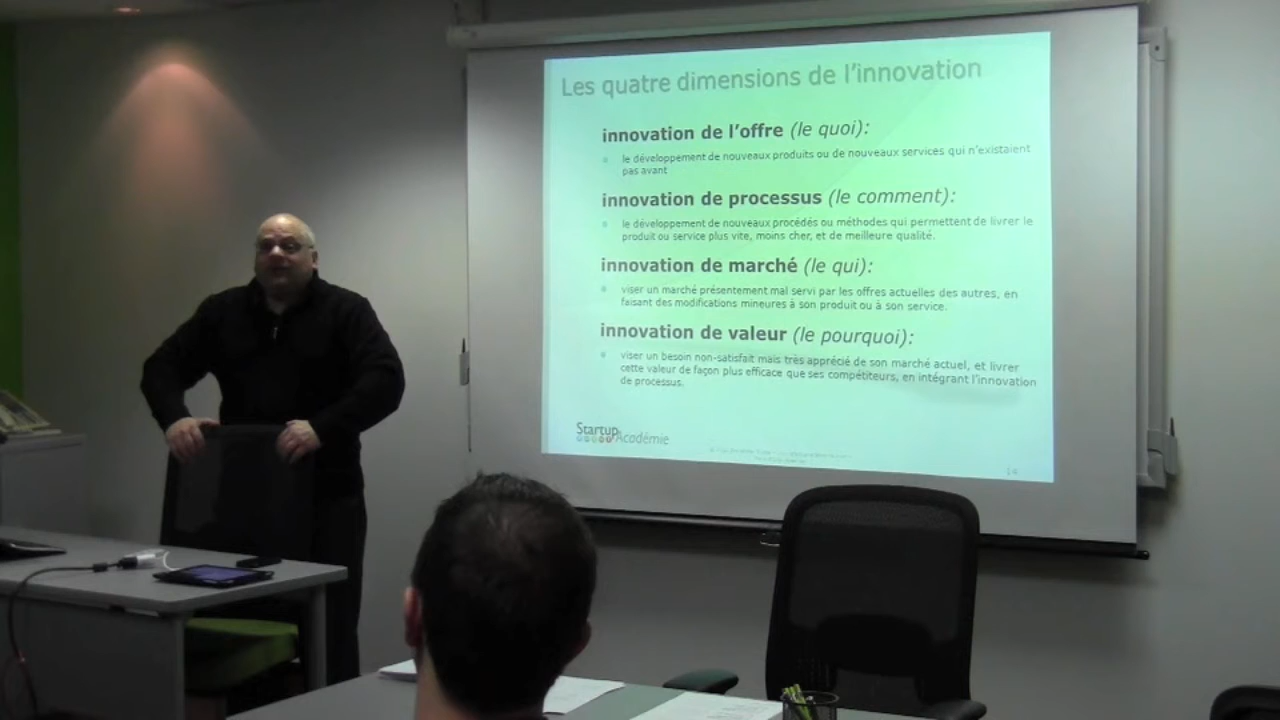 Les quatre dimensions de l'innovation
innovation de l'offre (le quoi):
le développement de nouveaux produits ou de nouveaux services qui n'existaient
pas avant
innovation de processus (le comment):
le développement de nouveaux procédés ou méthodes qui permettent de livrer le
produit ou service plus vite, moins cher, et de meilleure qualité.
innovation de marché (le qui):
viser un marché présentement mal servi par les offres actuelles des autres, en
faisant des modifications mineures à son produit ou à son service.
innovation de valeur (le pourquoi):
viser un besoin non-satisfait mais très apprécié de son marché actuel, et livrer
cette valeur de façon plus efficace que ses compétiteurs, en intégrant l'innovation
de processus.
Startup Académie
14